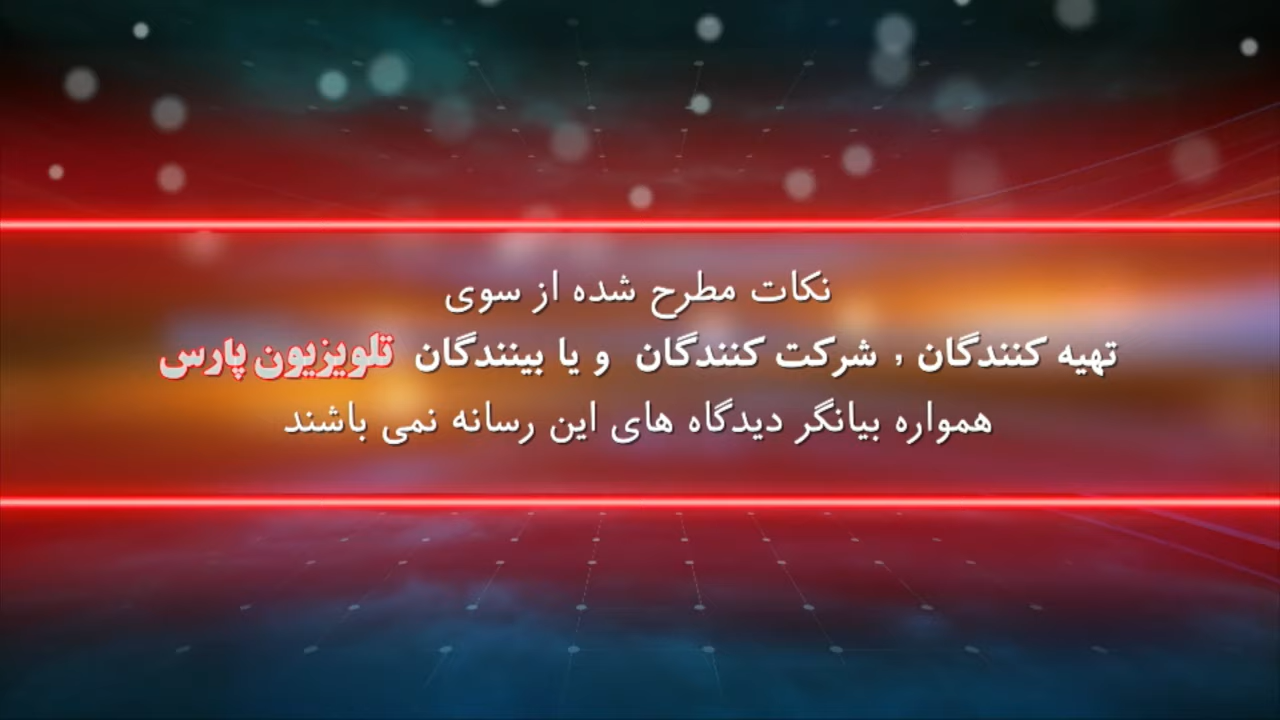 نکات مطرح شده از سوی
تهیه کنندگان , شرکت کنندگان و یا بینندگان تلویزیون پارس
همواره بیانگر دیدگاه های این رسانه نمی باشند